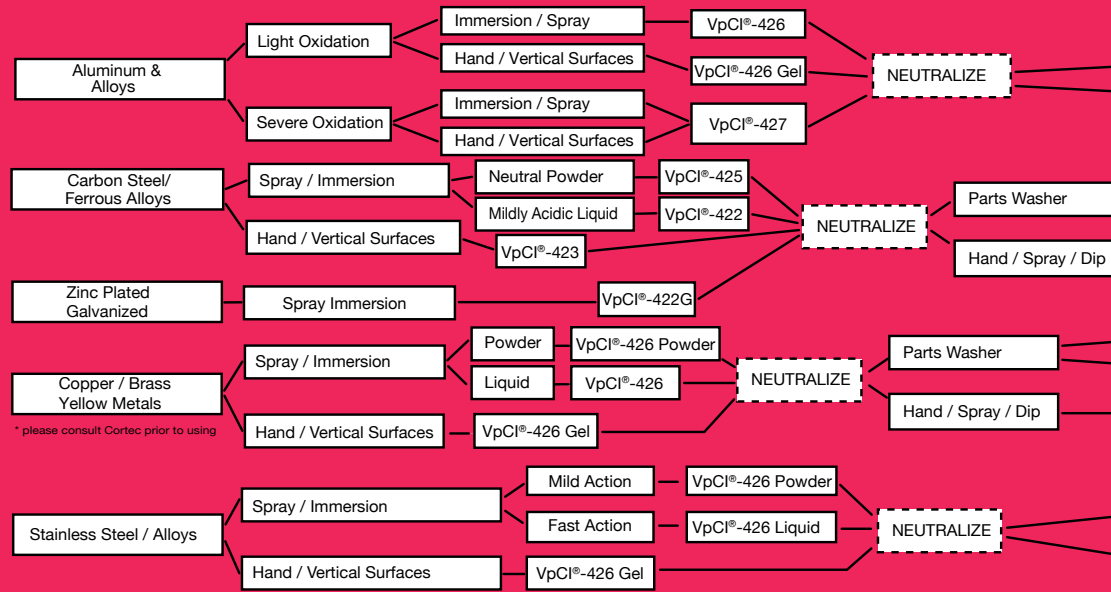 Aluminum &
Alloys
Light Oxidation
Immersion / Spray
VpCI®-426
Hand / Vertical Surfaces
VpCI®-426 Gel
NEUTRALIZE
Severe Oxidation
Immersion / Spray
Hand / Vertical Surfaces
VpCI®-427
Carbon Steel/
Ferrous Alloys
Spray / Immersion
Neutral Powder
VpCI®-425
Mildly Acidic Liquid
VpCI®-422
Hand / Vertical Surfaces
VpCI®-423
NEUTRALIZE
Parts Washer
Hand / Spray / Dip
Zinc Plated
Galvanized
Spray Immersion
VpCI®-422G
Copper / Brass
Yellow Metals
* please consult Cortec prior to using
Spray / Immersion
Powder
VpCI®-426 Powder
Liquid
VpCI®-426
Hand / Vertical Surfaces
VpCI®-426 Gel
NEUTRALIZE
Parts Washer
Hand / Spray / Dip
Stainless Steel / Alloys
Spray / Immersion
Mild Action
VpCI®-426 Powder
Fast Action
VpCI®-426 Liquid
Hand / Vertical Surfaces
VpCI®-426 Gel
NEUTRALIZE